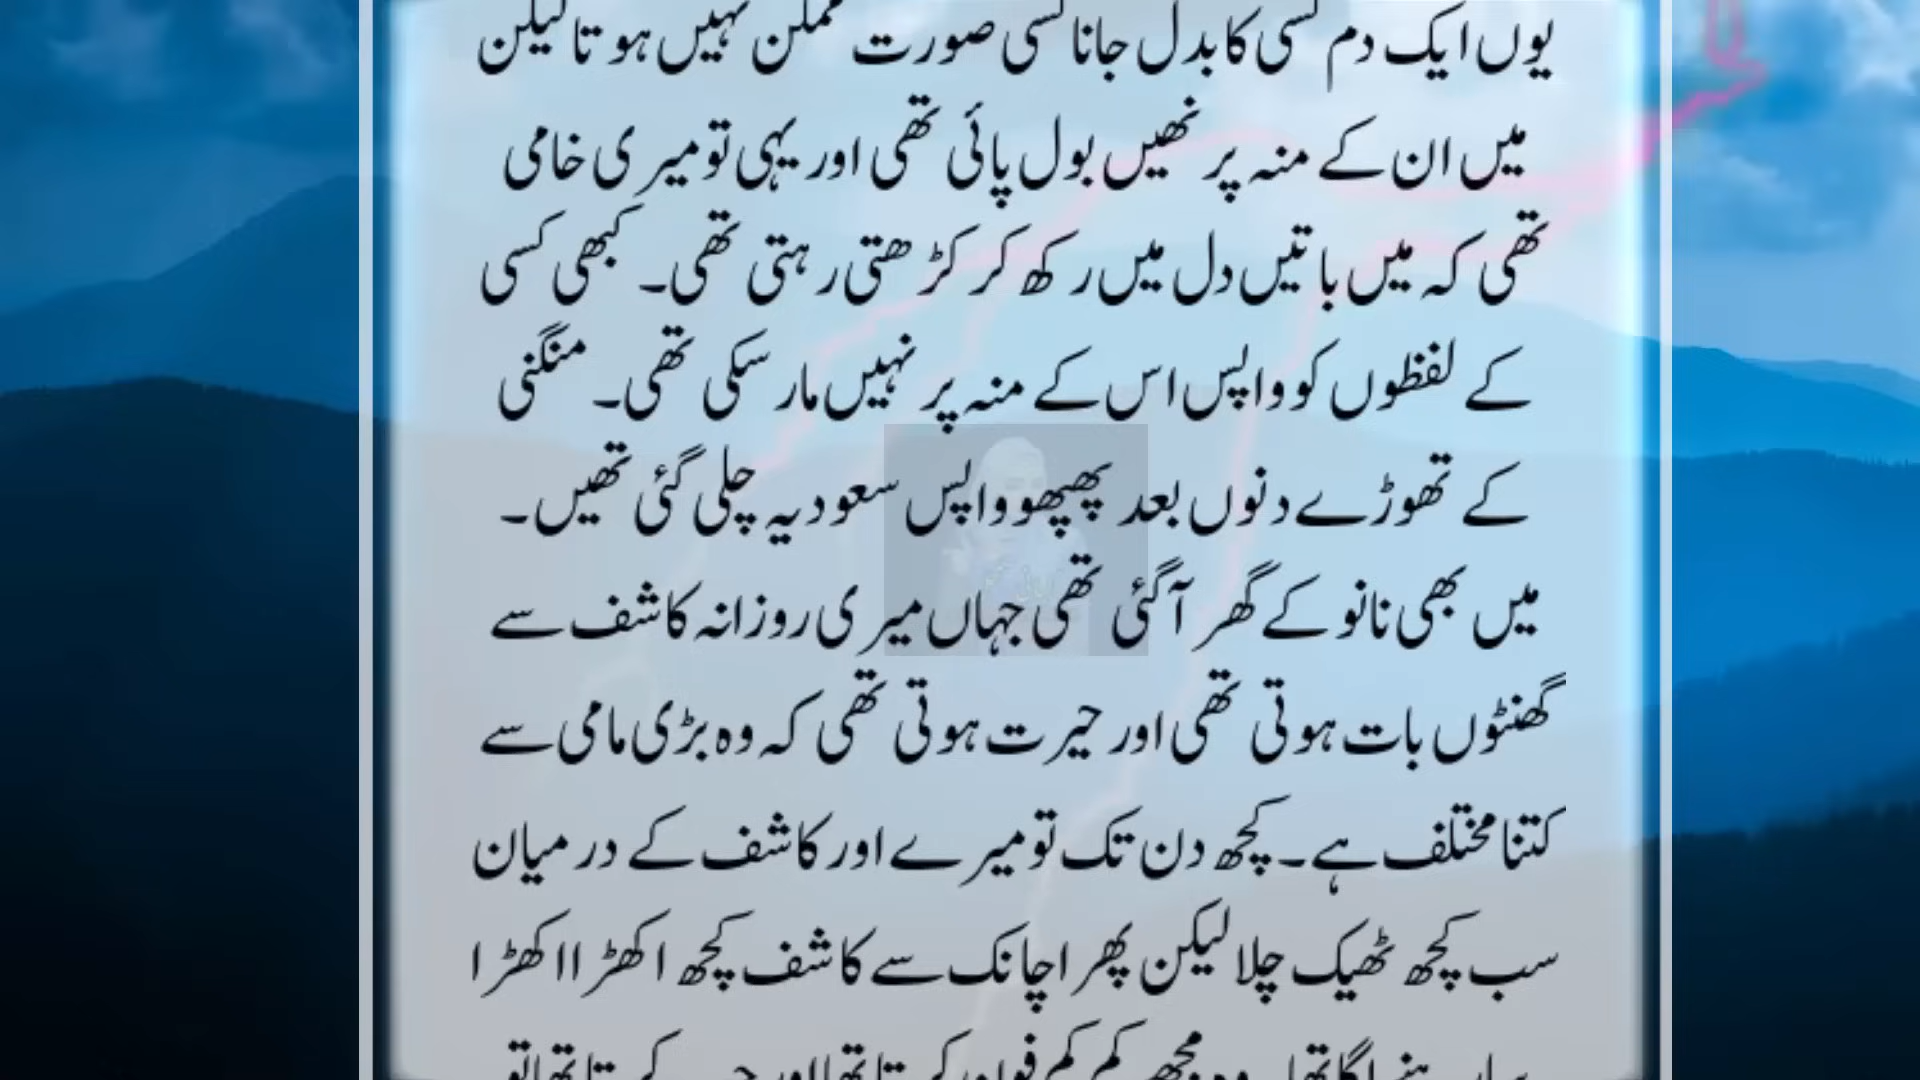 یوں ایک دم کسی کا بدل جانا کسی صورت ممکن نہیں ہوتا لیکن
میں ان کے منہ پر نھیں بول پائی تھی اور یہی تو میری خامی
تھی کہ میں باتیں دل میں رکھ کر کڑھتی رہتی تھی۔ کبھی کسی
کے لفظوں کو واپس اس کے منہ پر نہیں مار سکی تھی۔ منگنی
کے تھوڑے دنوں بعد پھپھو واپس سعودیہ چلی گئی تھیں۔
میں بھی نانو کے گھر آگئی تھی جہاں میری روزانہ کاشف سے
گھنٹوں بات ہوتی تھی اور حیرت ہوتی تھی کہ وہ بڑی مامی سے
کتنا مختلف ہے۔ کچھ دن تک تو میرے اور کاشف کے درمیان
سب کچھ ٹھیک چلا لیکن پھر اچانک سے کاشف کچھ اکھڑا اکھڑا